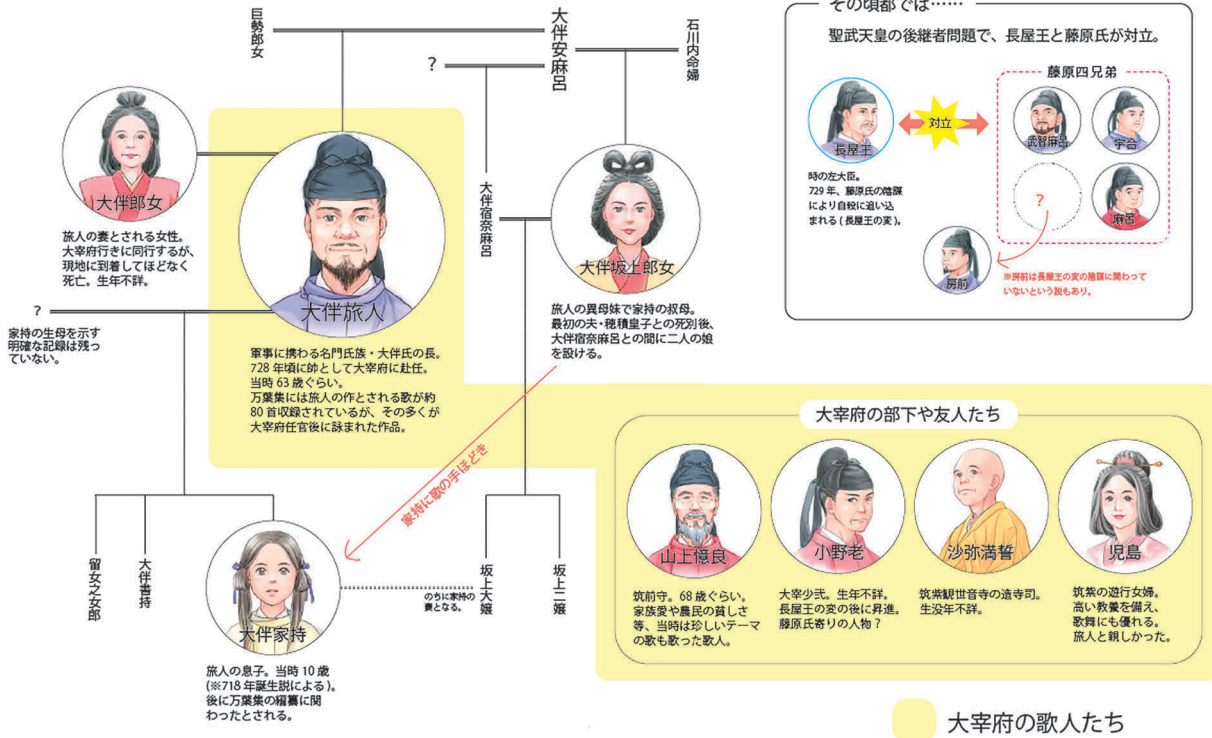 巨勢郎女
大伴安麻呂
石川内命婦
?
大伴宿奈麻呂
大伴郎女
旅人の妻とされる女性。
大宰府行きに同行するが、
現地に到着してほどなく
死亡。生年不詳。
?
家持の生母を示す
明確な記録は残っ
ていない。
大伴旅人
軍事に携わる名門氏族・大伴氏の長。
728年頃に帥として大宰府に赴任。
当時63歳ぐらい。
万葉集には旅人の作とされる歌が約
80首収録されているが、その多くが
大宰府任官後に詠まれた作品。
大伴坂上郎女
旅人の異母妹で家持の叔母。
最初の夫・穂積皇子との死別後、
大伴宿奈麻呂との間に二人の娘
を設ける。
家持に歌の手ほどき
留女之女郎
大伴書持
大伴家持
旅人の息子。当時10歳
(※718年誕生説による)。
後に万葉集の編纂に関
わったとされる。
のちに家持の
妻となる。
坂上大嬢
坂上二嬢
その頃都では……
聖武天皇の後継者問題で、長屋王と藤原氏が対立。
長屋王
時の左大臣。
729年、藤原氏の陰謀
により自殺に追い込
まれる(長屋王の変)。
対立
藤原四兄弟
武智麻呂
宇合
?
麻呂
房前
※房前は長屋王の変の陰謀に関わって
いないという説もあり。
大宰府の部下や友人たち
山上憶良
筑前守。68歳ぐらい。
家族愛や農民の貧しさ
等、当時は珍しいテーマ
の歌も歌った歌人。
小野老
大宰少弐。生年不詳。
長屋王の変の後に昇進。
藤原氏寄りの人物?
沙弥満誓
筑紫観世音寺の造寺司。
生没年不詳。
児島
筑紫の遊行女婦。
高い教養を備え、
歌舞にも優れる。
旅人と親しかった。
大宰府の歌人たち